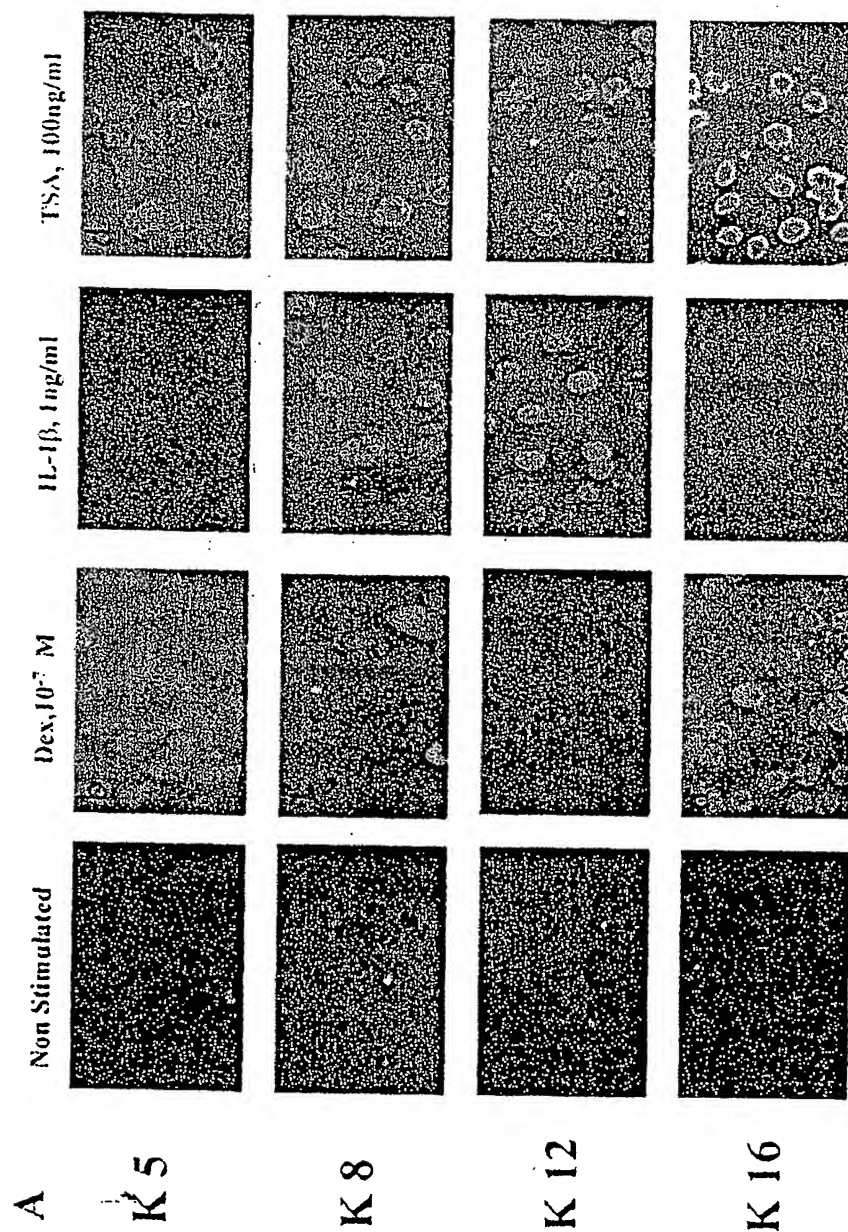 A
Non Stimulated
Dex,10⁻⁷ M
IL-1β, 1ng/ml
TSA, 100ng/ml
K 5
K 8
K 12
K 16